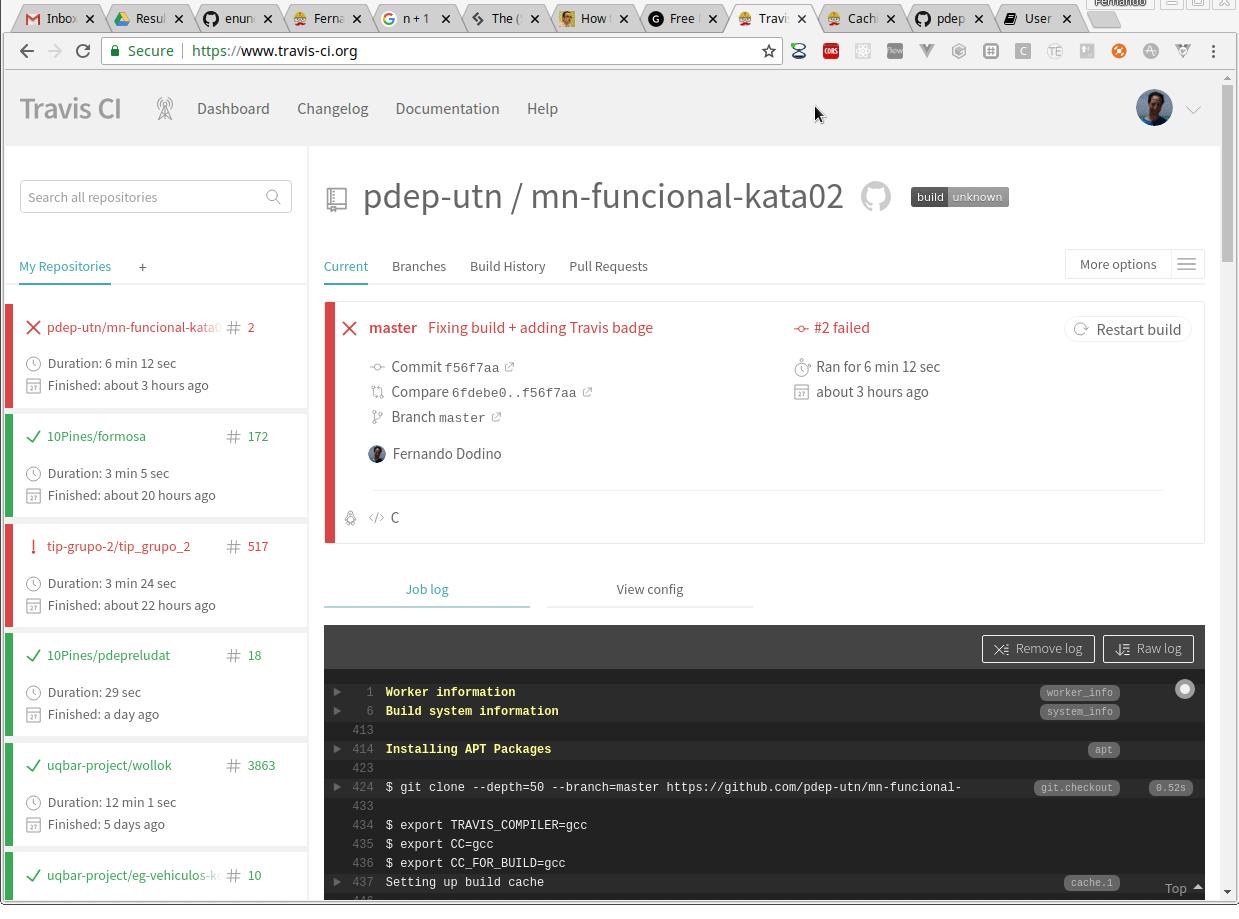 Fernando
Inbo
Resul
enun
Ferna
n + 1
The (
How
Free
Travis
Cach
pdep
User
Secure
https://www.travis-ci.org
CORS
flow
C
TE
Travis CI
Dashboard
Changelog
Documentation
Help
Search all repositories
My Repositories
+
pdep-utn/mn-funcional-kata0
# 2
Duration: 6 min 12 sec
Finished: about 3 hours ago
10Pines/formosa
# 172
Duration: 3 min 5 sec
Finished: about 20 hours ago
tip-grupo-2/tip_grupo_2
# 517
Duration: 3 min 24 sec
Finished: about 22 hours ago
10Pines/pdepreludat
# 18
Duration: 29 sec
Finished: a day ago
uqbar-project/wollok
# 3863
Duration: 12 min 1 sec
Finished: 5 days ago
uqbar-project/eg-vehiculos-k
# 10
pdep-utn / mn-funcional-kata02
build unknown
Current
Branches
Build History
Pull Requests
More options
master Fixing build + adding Travis badge
#2 failed
Restart build
Commit f56f7aa
Ran for 6 min 12 sec
Compare 6fdebe0..f56f7aa
about 3 hours ago
Branch master
Fernando Dodino
</> C
Job log
View config
Remove log
Raw log
1 Worker information worker_info
6 Build system information system_info
413
414 Installing APT Packages apt
423
424 $ git clone --depth=50 --branch=master https://github.com/pdep-utn/mn-funcional- git.checkout 0.52s
433
434 $ export TRAVIS_COMPILER=gcc
435 $ export CC=gcc
436 $ export CC_FOR_BUILD=gcc
437 Setting up build cache cache.1
Top